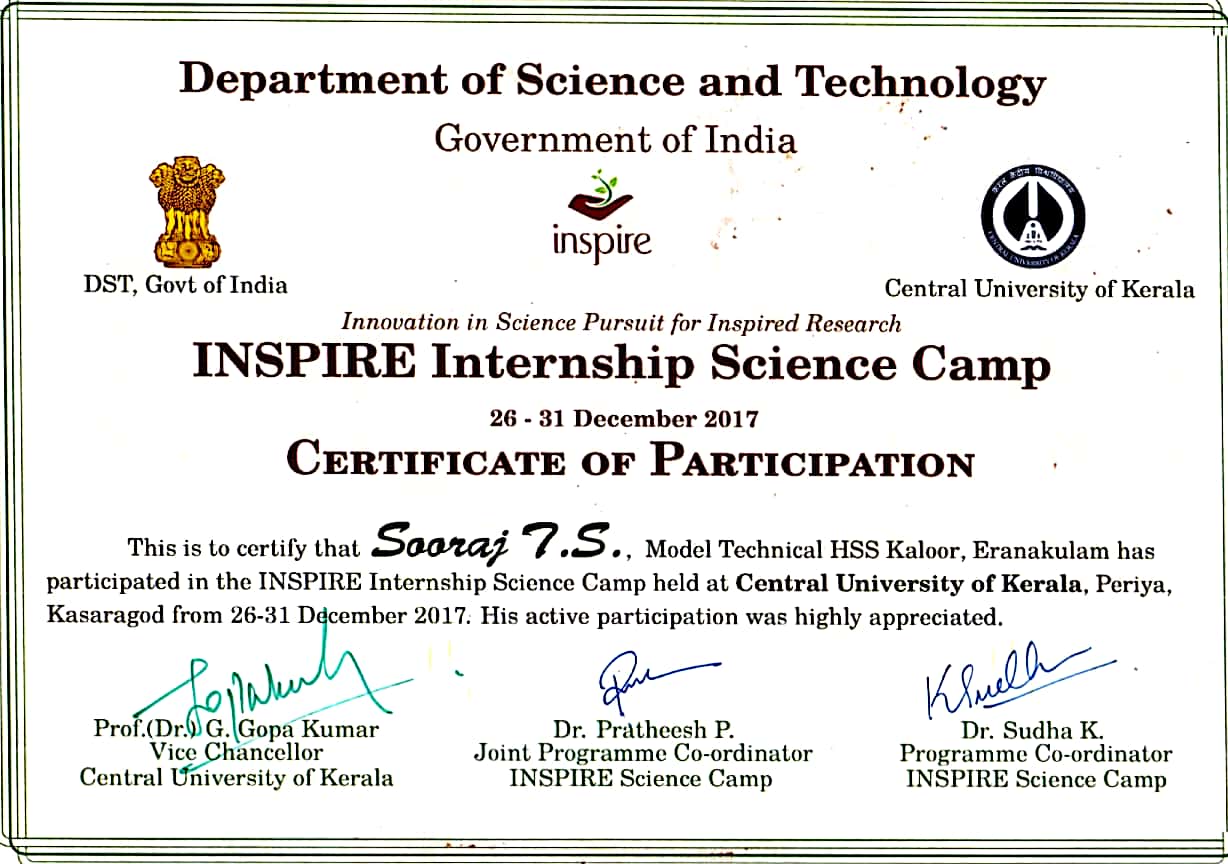 Department of Science and Technology
Government of India
inspire
DST, Govt of India
Central University of Kerala
CENTRAL UNIVERSITY OF KERALA
Innovation in Science Pursuit for Inspired Research
INSPIRE Internship Science Camp
26 - 31 December 2017
CERTIFICATE OF PARTICIPATION
This is to certify that Sooraj T.S., Model Technical HSS Kaloor, Eranakulam has
participated in the INSPIRE Internship Science Camp held at Central University of Kerala, Periya,
Kasaragod from 26-31 December 2017. His active participation was highly appreciated.
Prof.(Dr.) G. Gopa Kumar
Vice Chancellor
Central University of Kerala
Dr. Pratheesh P.
Joint Programme Co-ordinator
INSPIRE Science Camp
Dr. Sudha K.
Programme Co-ordinator
INSPIRE Science Camp